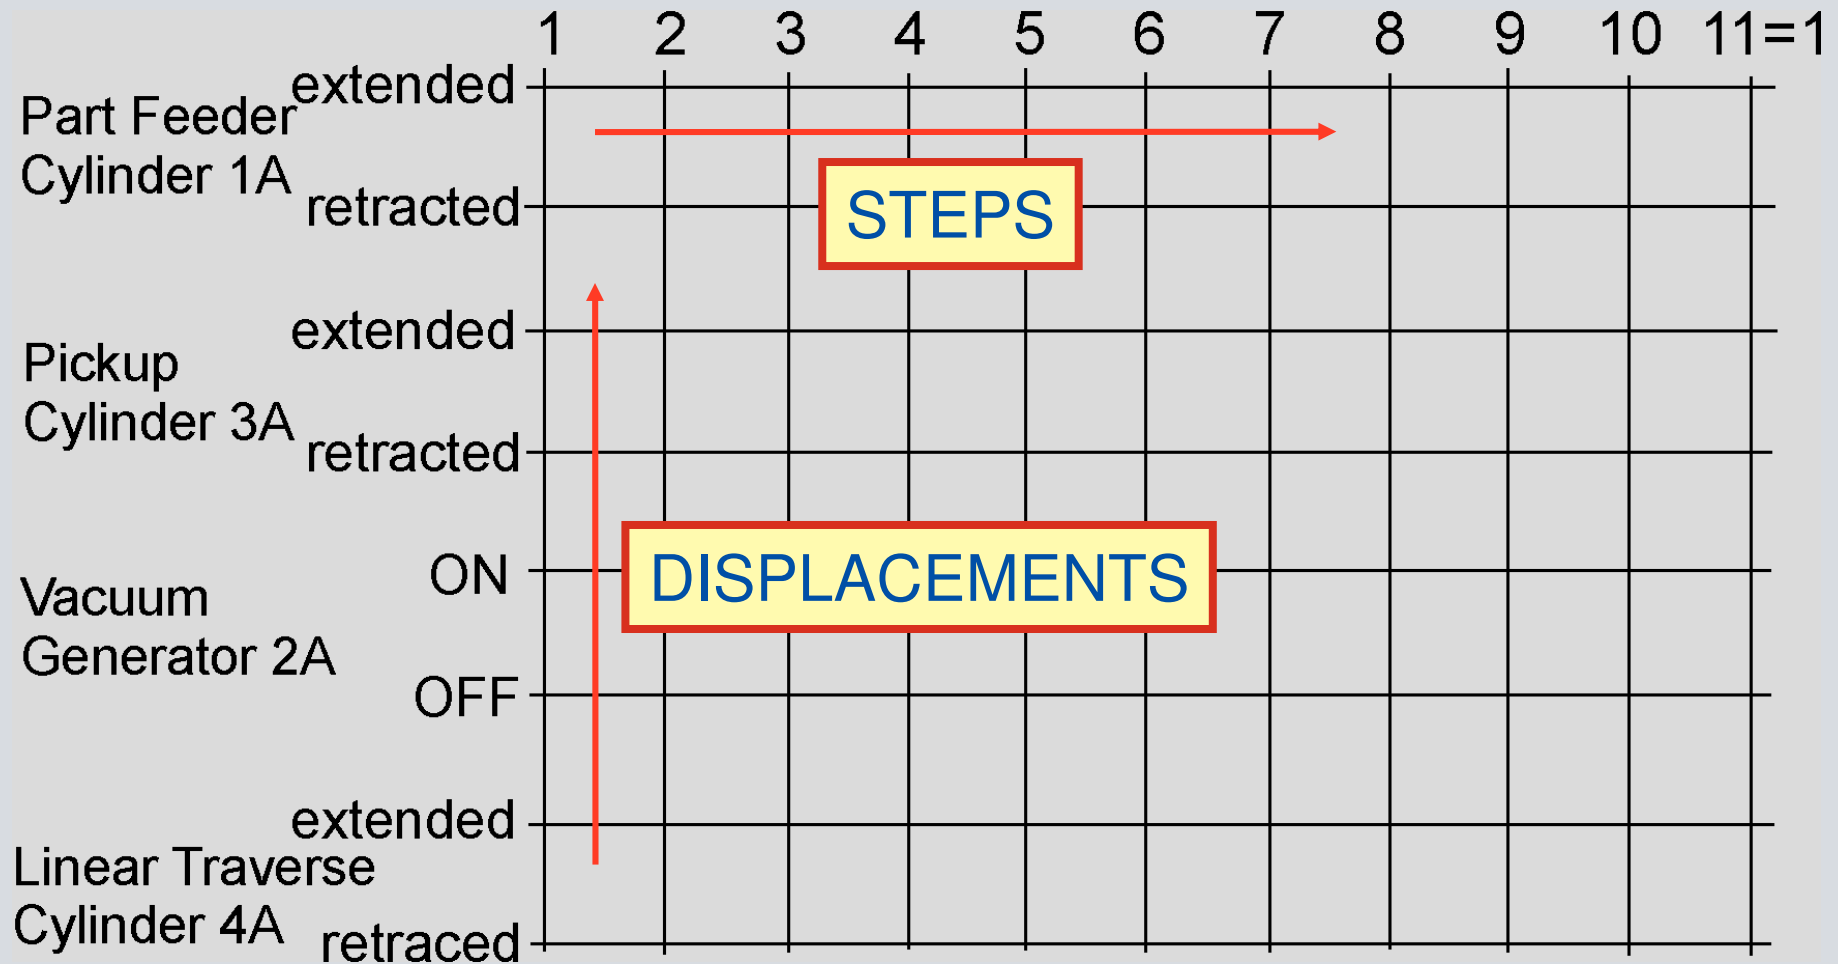 1 2 3 4 5 6 7 8 9 10 11=1
extended
Part Feeder
Cylinder 1A
retracted
STEPS
extended
Pickup
Cylinder 3A
retracted
ON
DISPLACEMENTS
Vacuum
Generator 2A
OFF
extended
Linear Traverse
Cylinder 4A
retraced